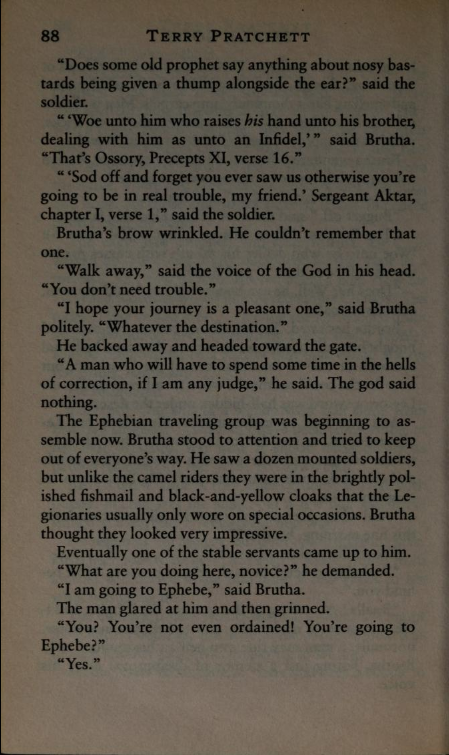 88 TERRY PRATCHETT
“Does some old prophet say anything about nosy bas-
tards being given a thump alongside the ear?” said the
soldier.
“ ‘Woe unto him who raises his hand unto his brother,
dealing with him as unto an Infidel,’ ” said Brutha.
“That’s Ossory, Precepts XI, verse 16.”
“ ‘Sod off and forget you ever saw us otherwise you’re
going to be in real trouble, my friend.’ Sergeant Aktar,
chapter I, verse 1,” said the soldier.
Brutha’s brow wrinkled. He couldn’t remember that
one.
“Walk away,” said the voice of the God in his head.
“You don’t need trouble.”
“I hope your journey is a pleasant one,” said Brutha
politely. “Whatever the destination.”
He backed away and headed toward the gate.
“A man who will have to spend some time in the hells
of correction, if I am any judge,” he said. The god said
nothing.
The Ephebian traveling group was beginning to as-
semble now. Brutha stood to attention and tried to keep
out of everyone’s way. He saw a dozen mounted soldiers,
but unlike the camel riders they were in the brightly pol-
ished fishmail and black-and-yellow cloaks that the Le-
gionaries usually only wore on special occasions. Brutha
thought they looked very impressive.
Eventually one of the stable servants came up to him.
“What are you doing here, novice?” he demanded.
“I am going to Ephebe,” said Brutha.
The man glared at him and then grinned.
“You? You’re not even ordained! You’re going to
Ephebe?”
“Yes.”